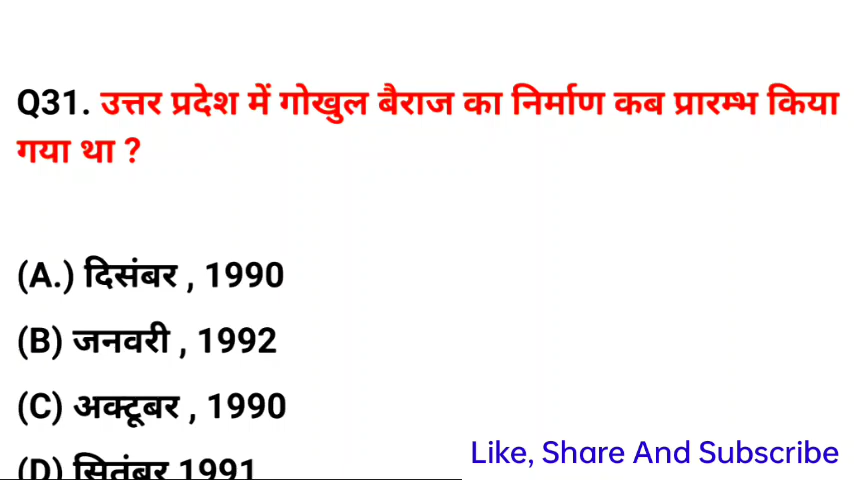 Q31. उत्तर प्रदेश में गोखुल बैराज का निर्माण कब प्रारम्भ किया
गया था ?
(A.) दिसंबर , 1990
(B) जनवरी , 1992
(C) अक्टूबर , 1990
(D) सितंबर 1991
Like, Share And Subscribe